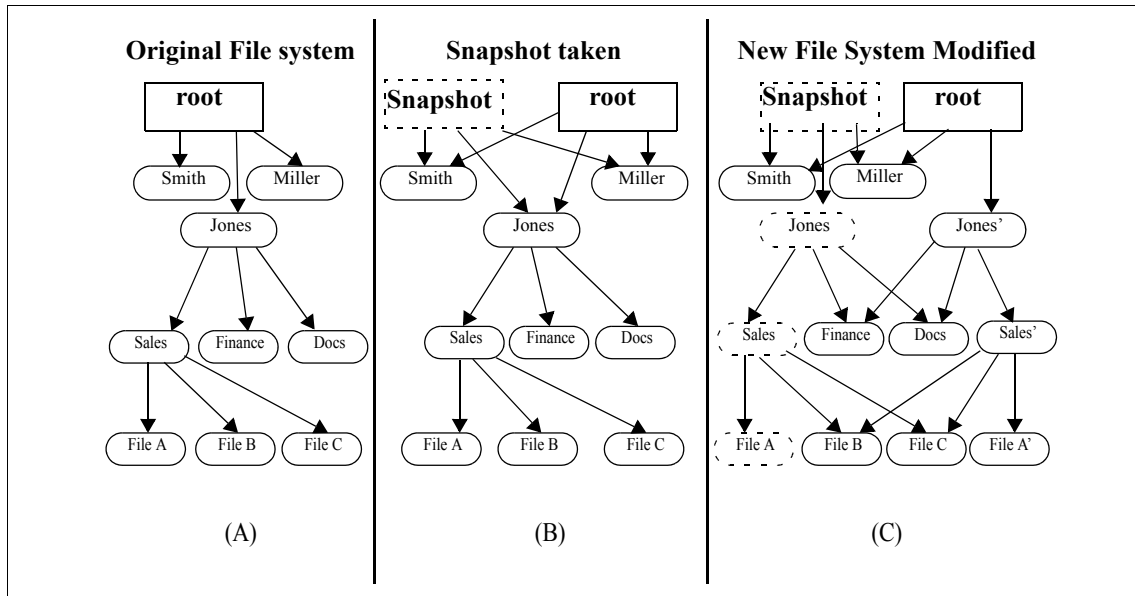 Original File system
root
Smith
Miller
Jones
Sales
Finance
Docs
File A
File B
File C
(A)
Snapshot taken
Snapshot
root
Smith
Miller
Jones
Sales
Finance
Docs
File A
File B
File C
(B)
New File System Modified
Snapshot
root
Smith
Miller
Jones
Jones’
Sales
Finance
Docs
Sales’
File A
File B
File C
File A’
(C)